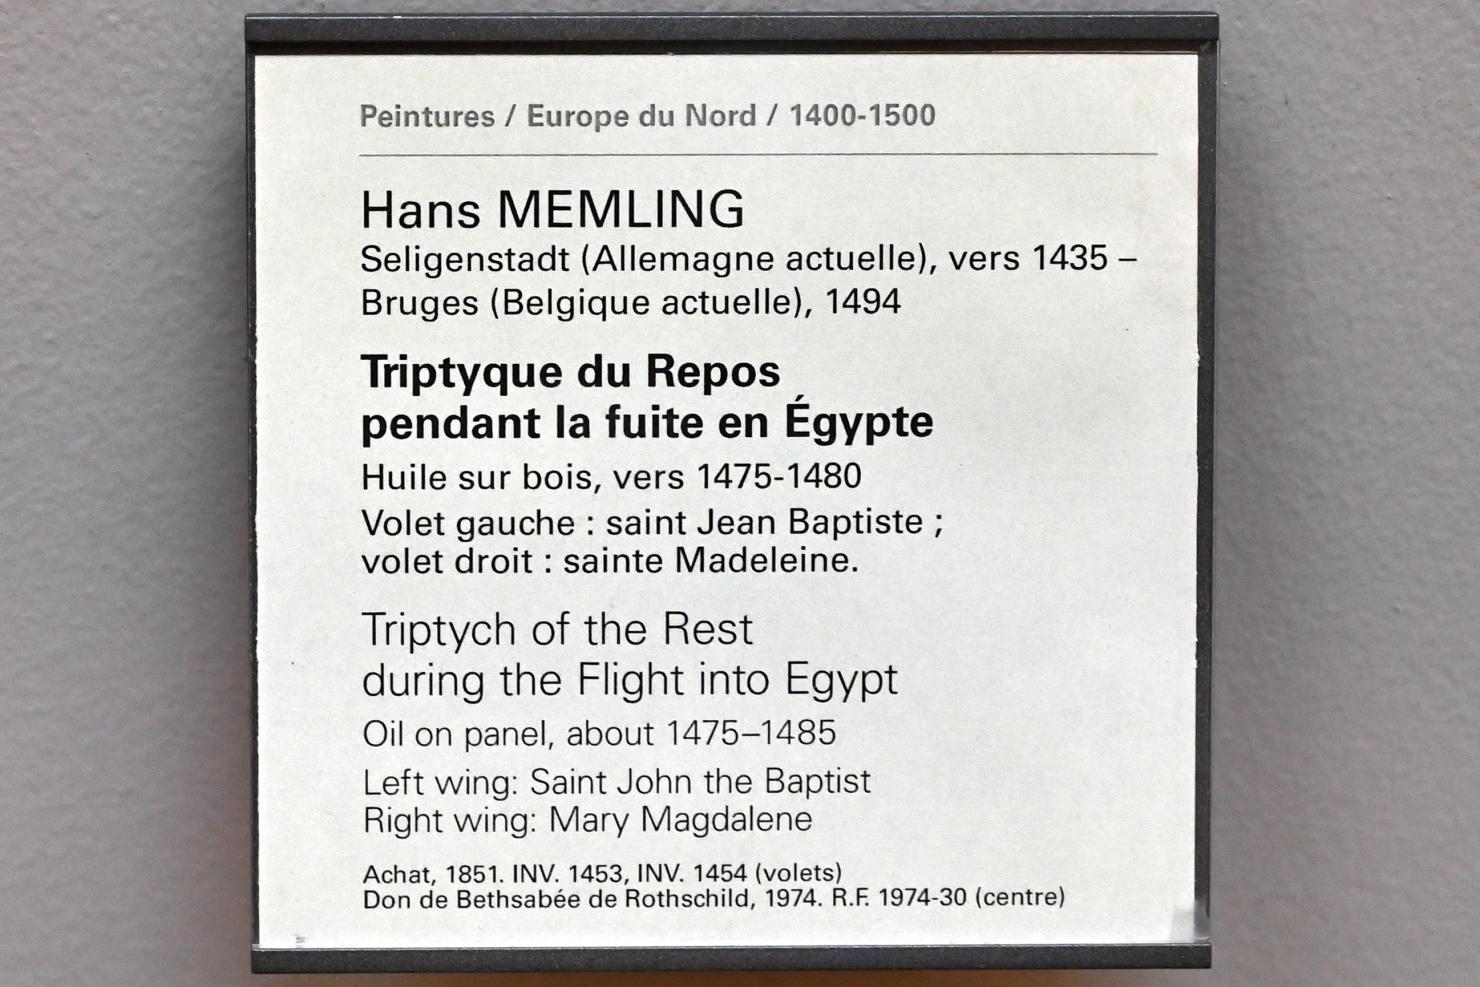 Peintures / Europe du Nord / 1400-1500
Hans MEMLING
Seligenstadt (Allemagne actuelle), vers 1435 –
Bruges (Belgique actuelle), 1494
Triptyque du Repos
pendant la fuite en Égypte
Huile sur bois, vers 1475-1480
Volet gauche : saint Jean Baptiste ;
volet droit : sainte Madeleine.
Triptych of the Rest
during the Flight into Egypt
Oil on panel, about 1475–1485
Left wing: Saint John the Baptist
Right wing: Mary Magdalene
Achat, 1851. INV. 1453, INV. 1454 (volets)
Don de Bethsabée de Rothschild, 1974. R.F. 1974-30 (centre)